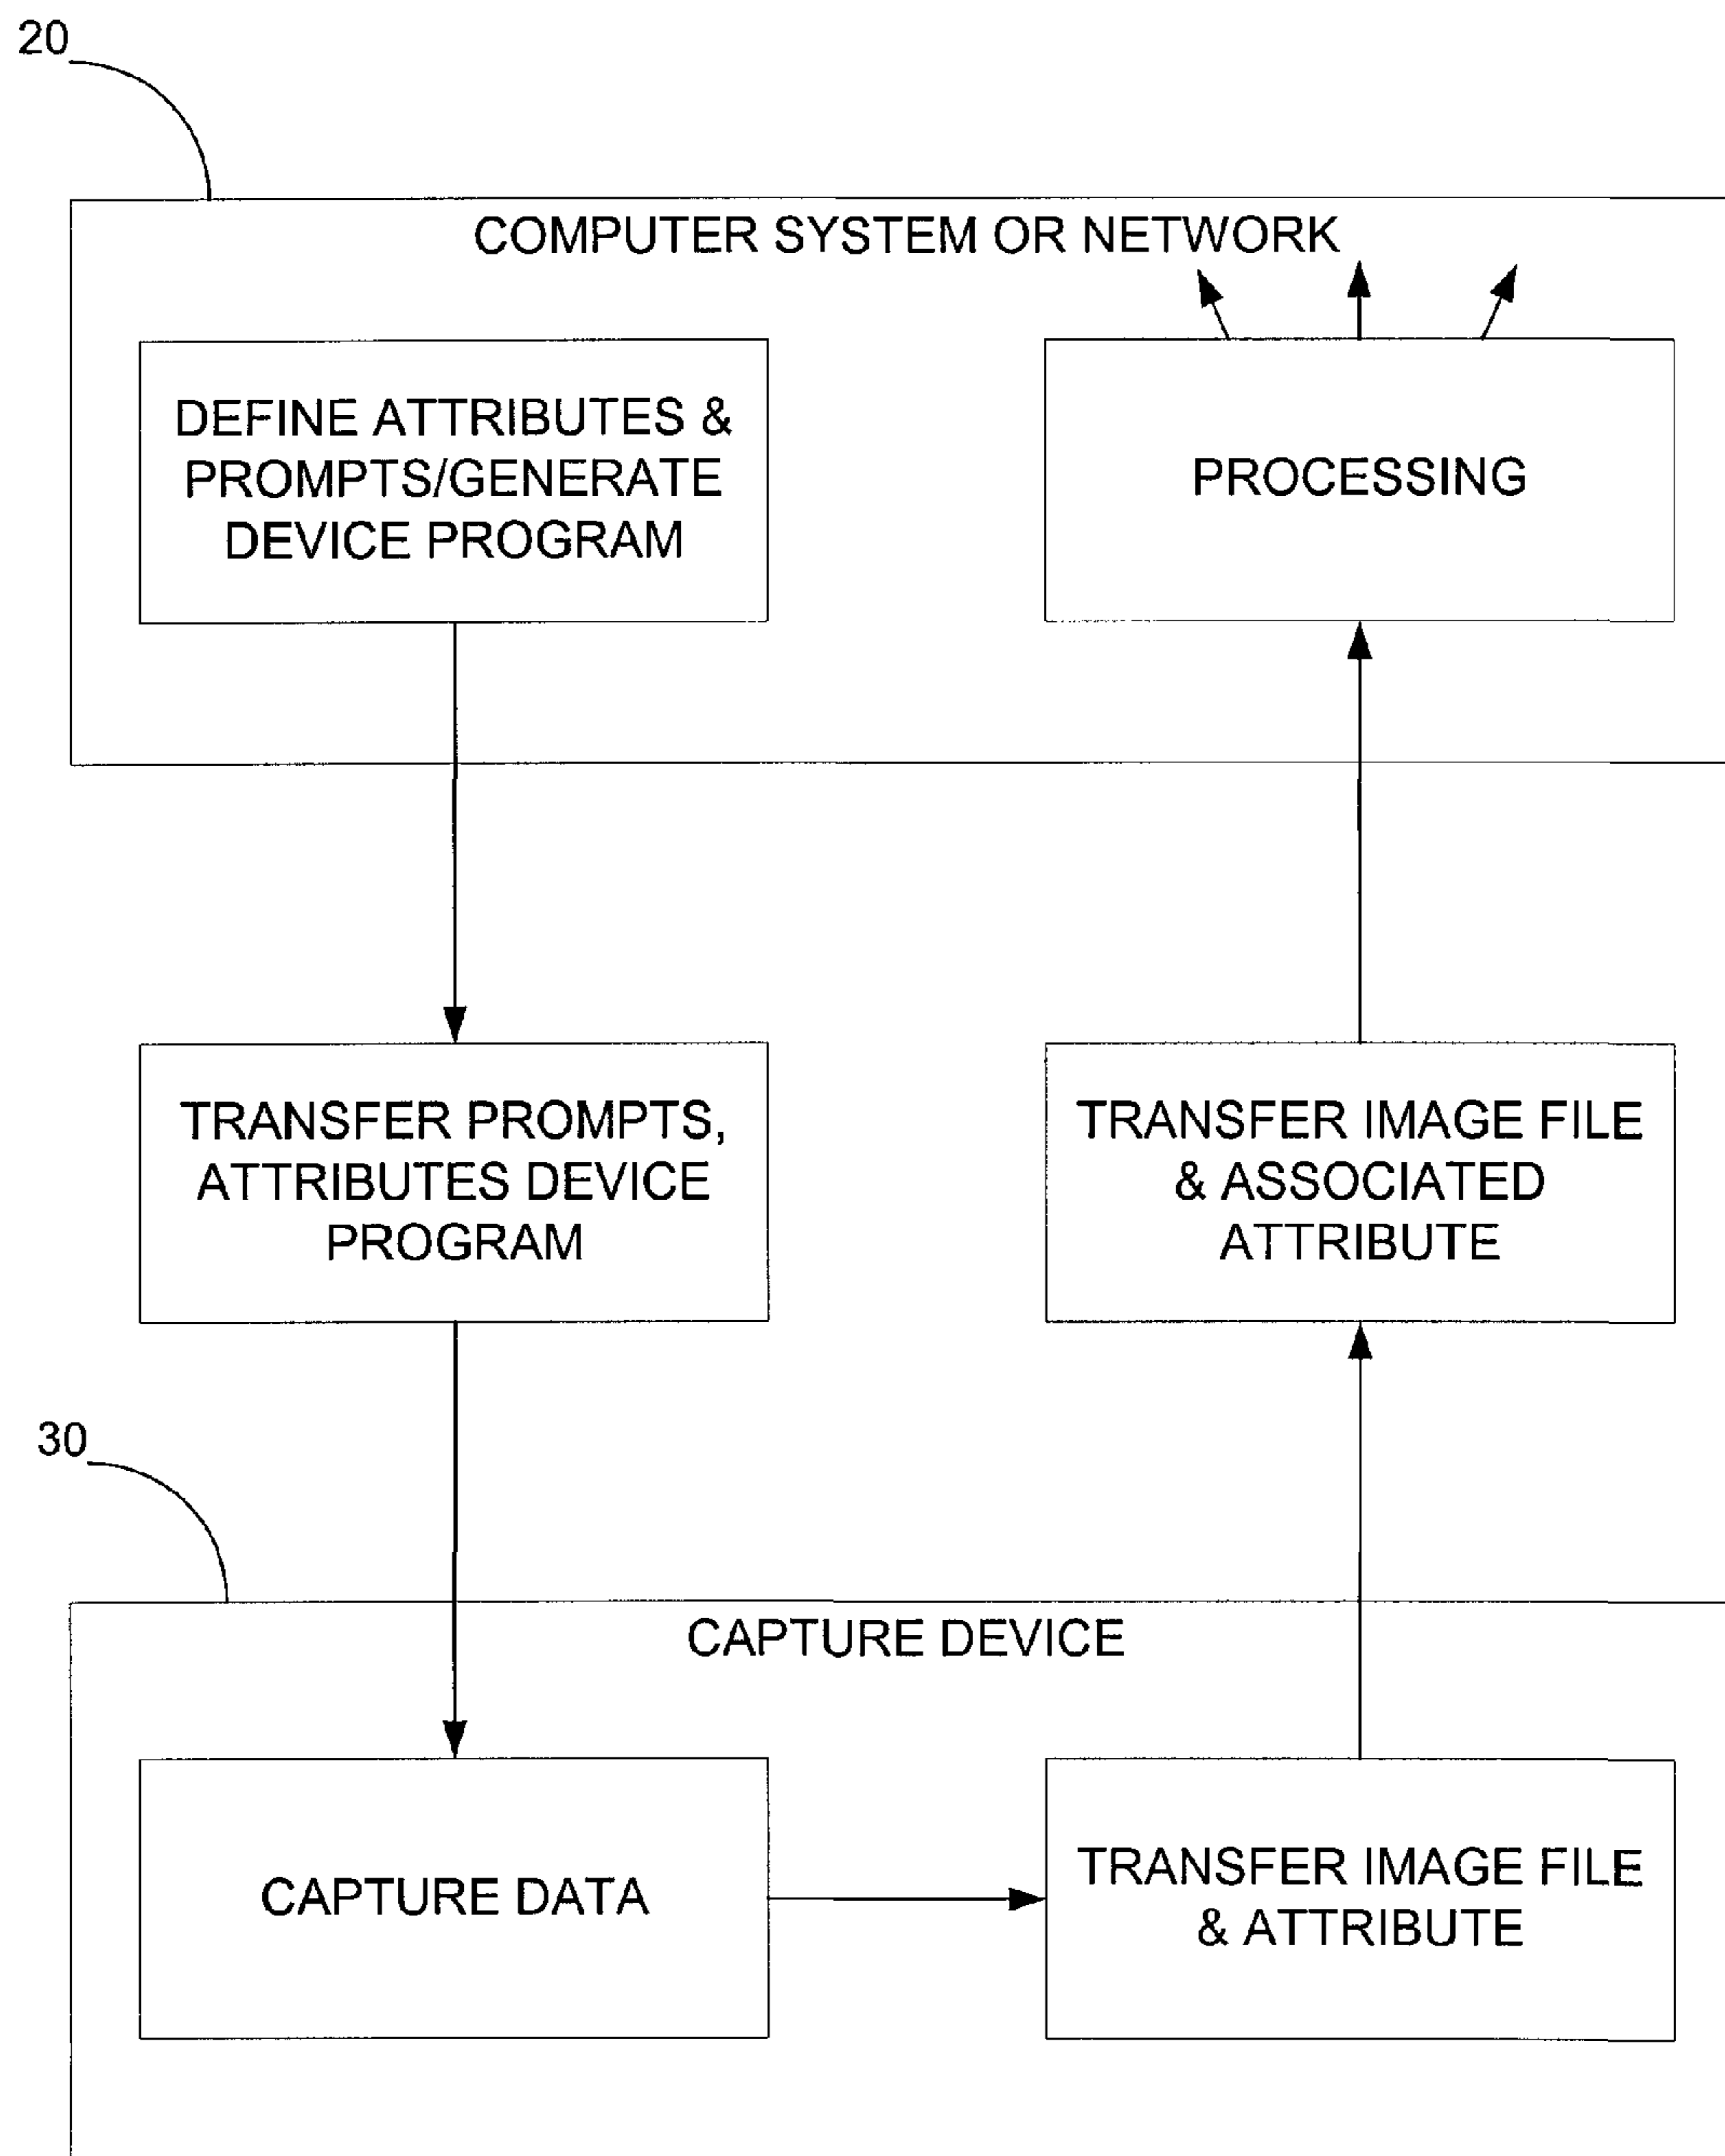 20
COMPUTER SYSTEM OR NETWORK
DEFINE ATTRIBUTES &
PROMPTS/GENERATE
DEVICE PROGRAM
PROCESSING
TRANSFER PROMPTS,
ATTRIBUTES DEVICE
PROGRAM
TRANSFER IMAGE FILE
& ASSOCIATED
ATTRIBUTE
30
CAPTURE DEVICE
CAPTURE DATA
TRANSFER IMAGE FILE
& ATTRIBUTE